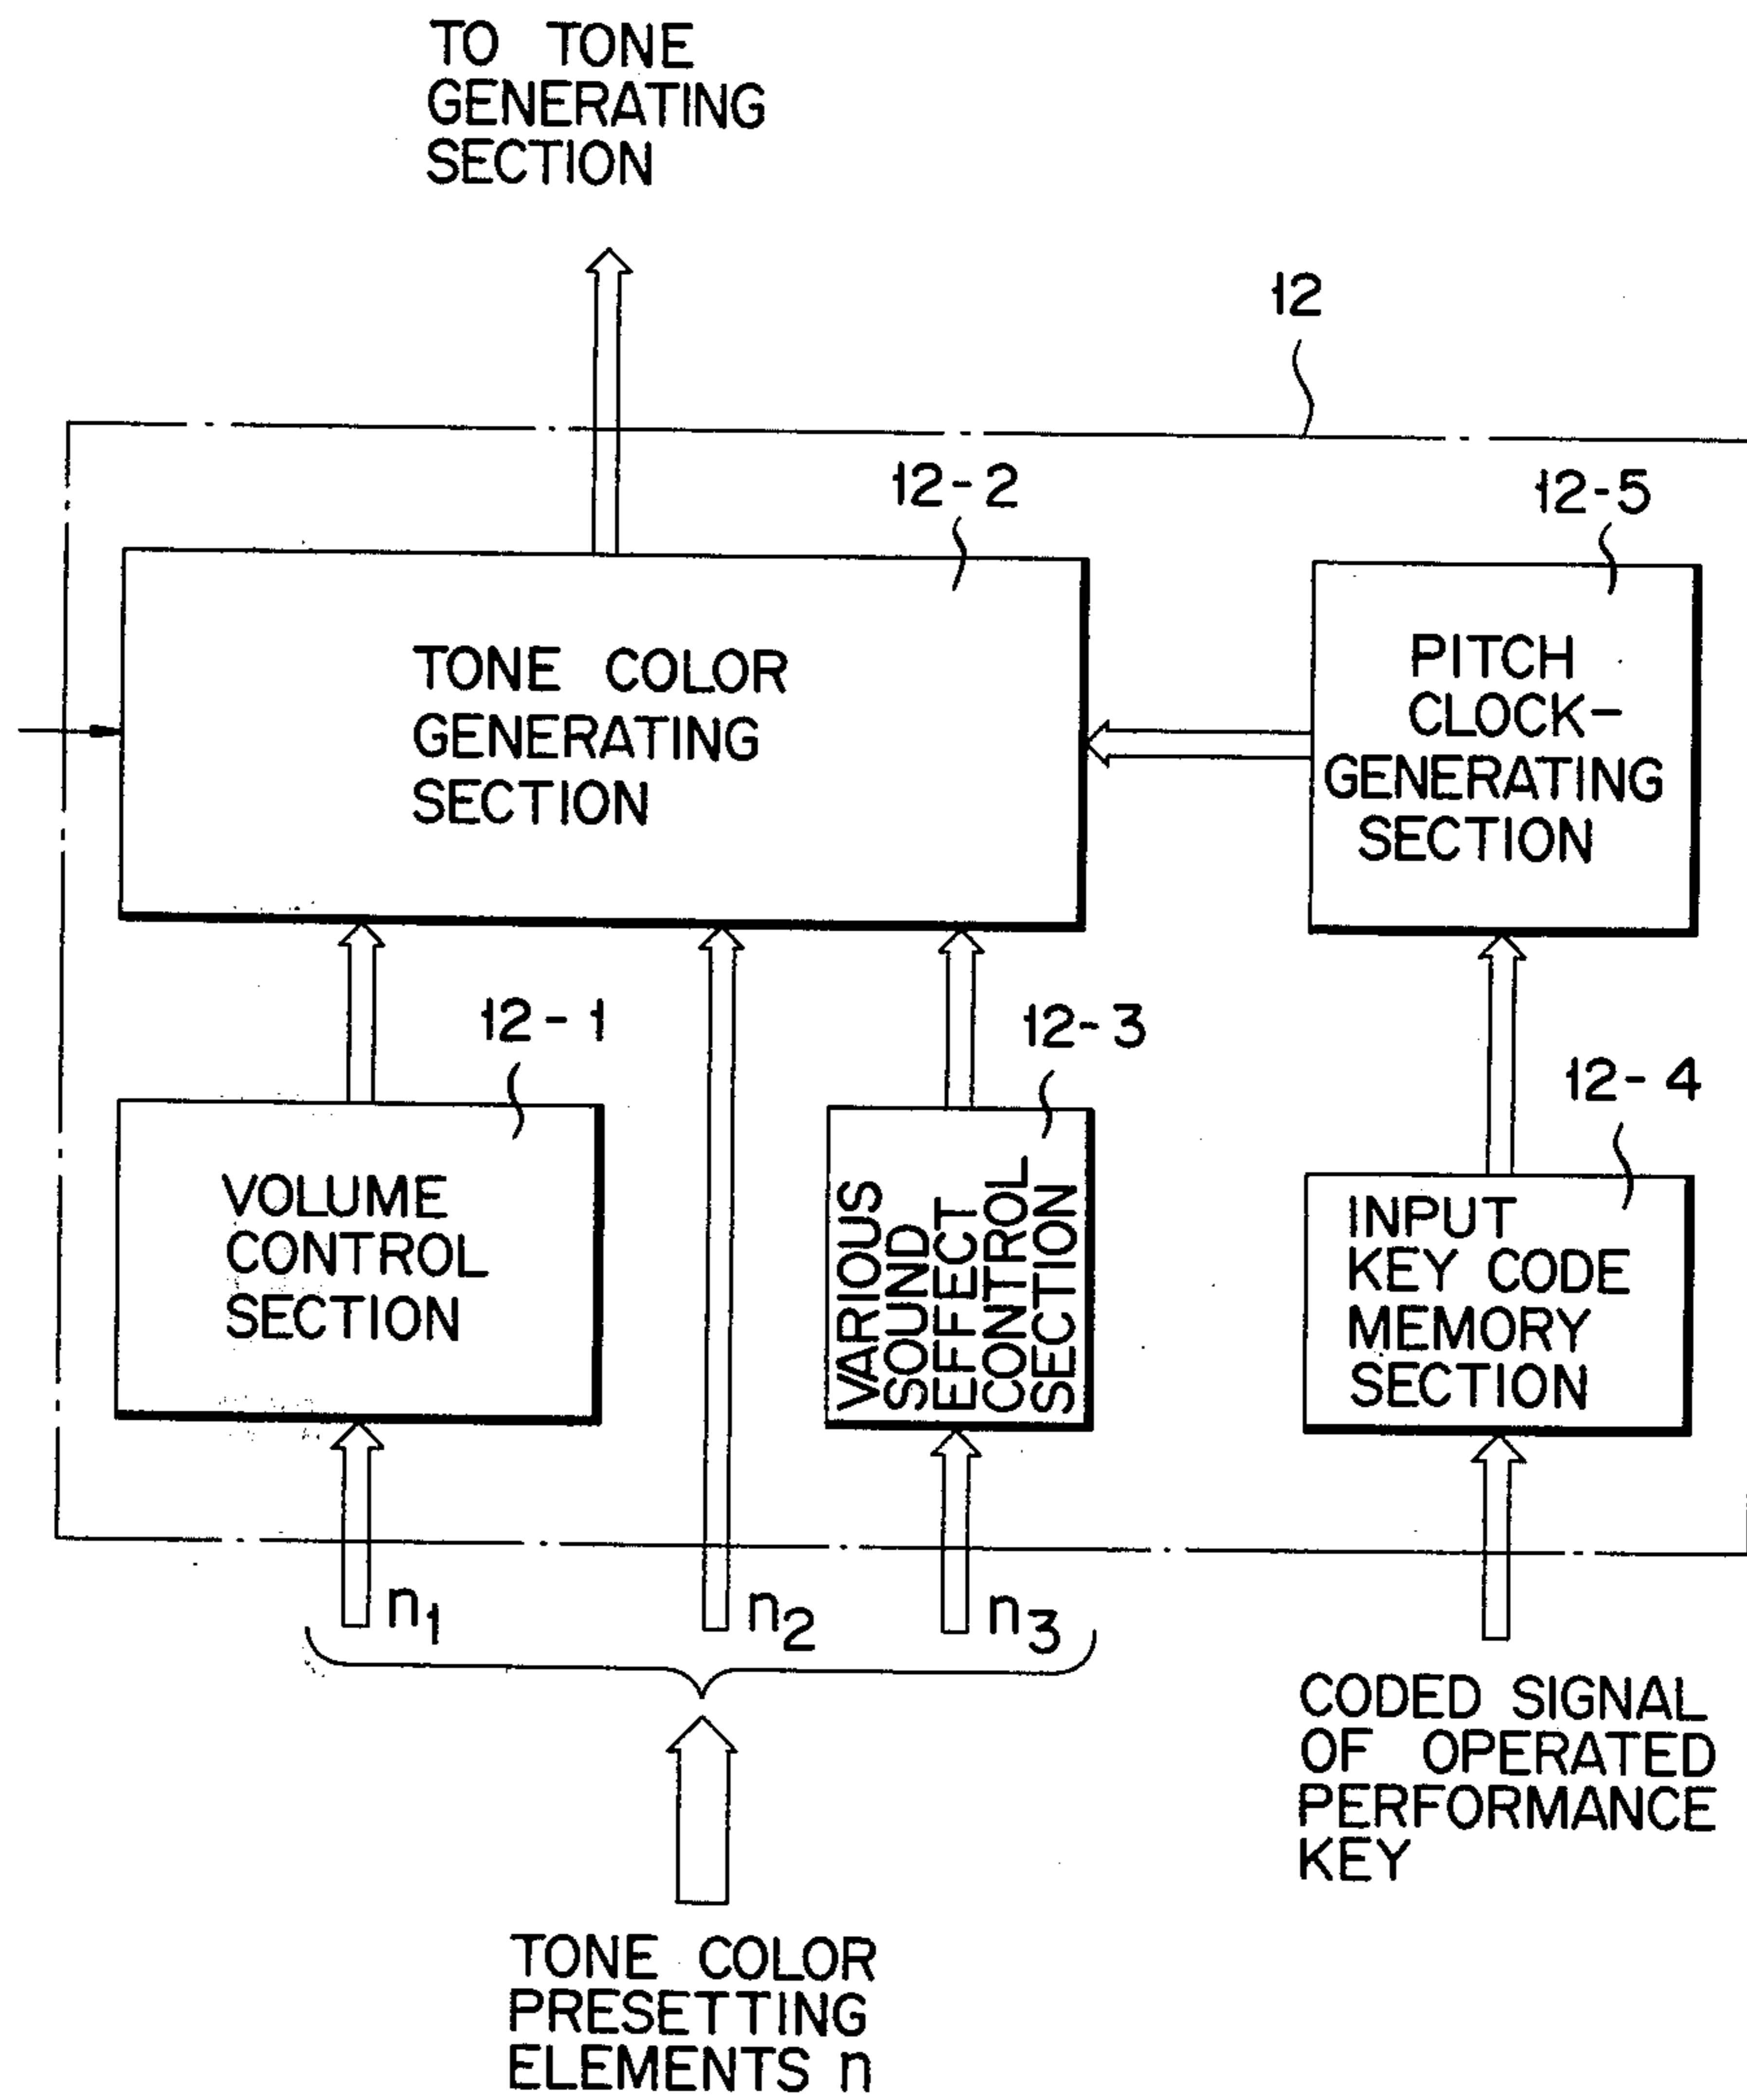 TO TONE
GENERATING
SECTION
12
12-2
12-5
TONE COLOR
GENERATING
SECTION
PITCH
CLOCK-
GENERATING
SECTION
12-1
12-3
12-4
VOLUME
CONTROL
SECTION
VARIOUS
SOUND
EFFECT
CONTROL
SECTION
INPUT
KEY CODE
MEMORY
SECTION
n1
n2
n3
CODED SIGNAL
OF OPERATED
PERFORMANCE
KEY
TONE COLOR
PRESETTING
ELEMENTS n